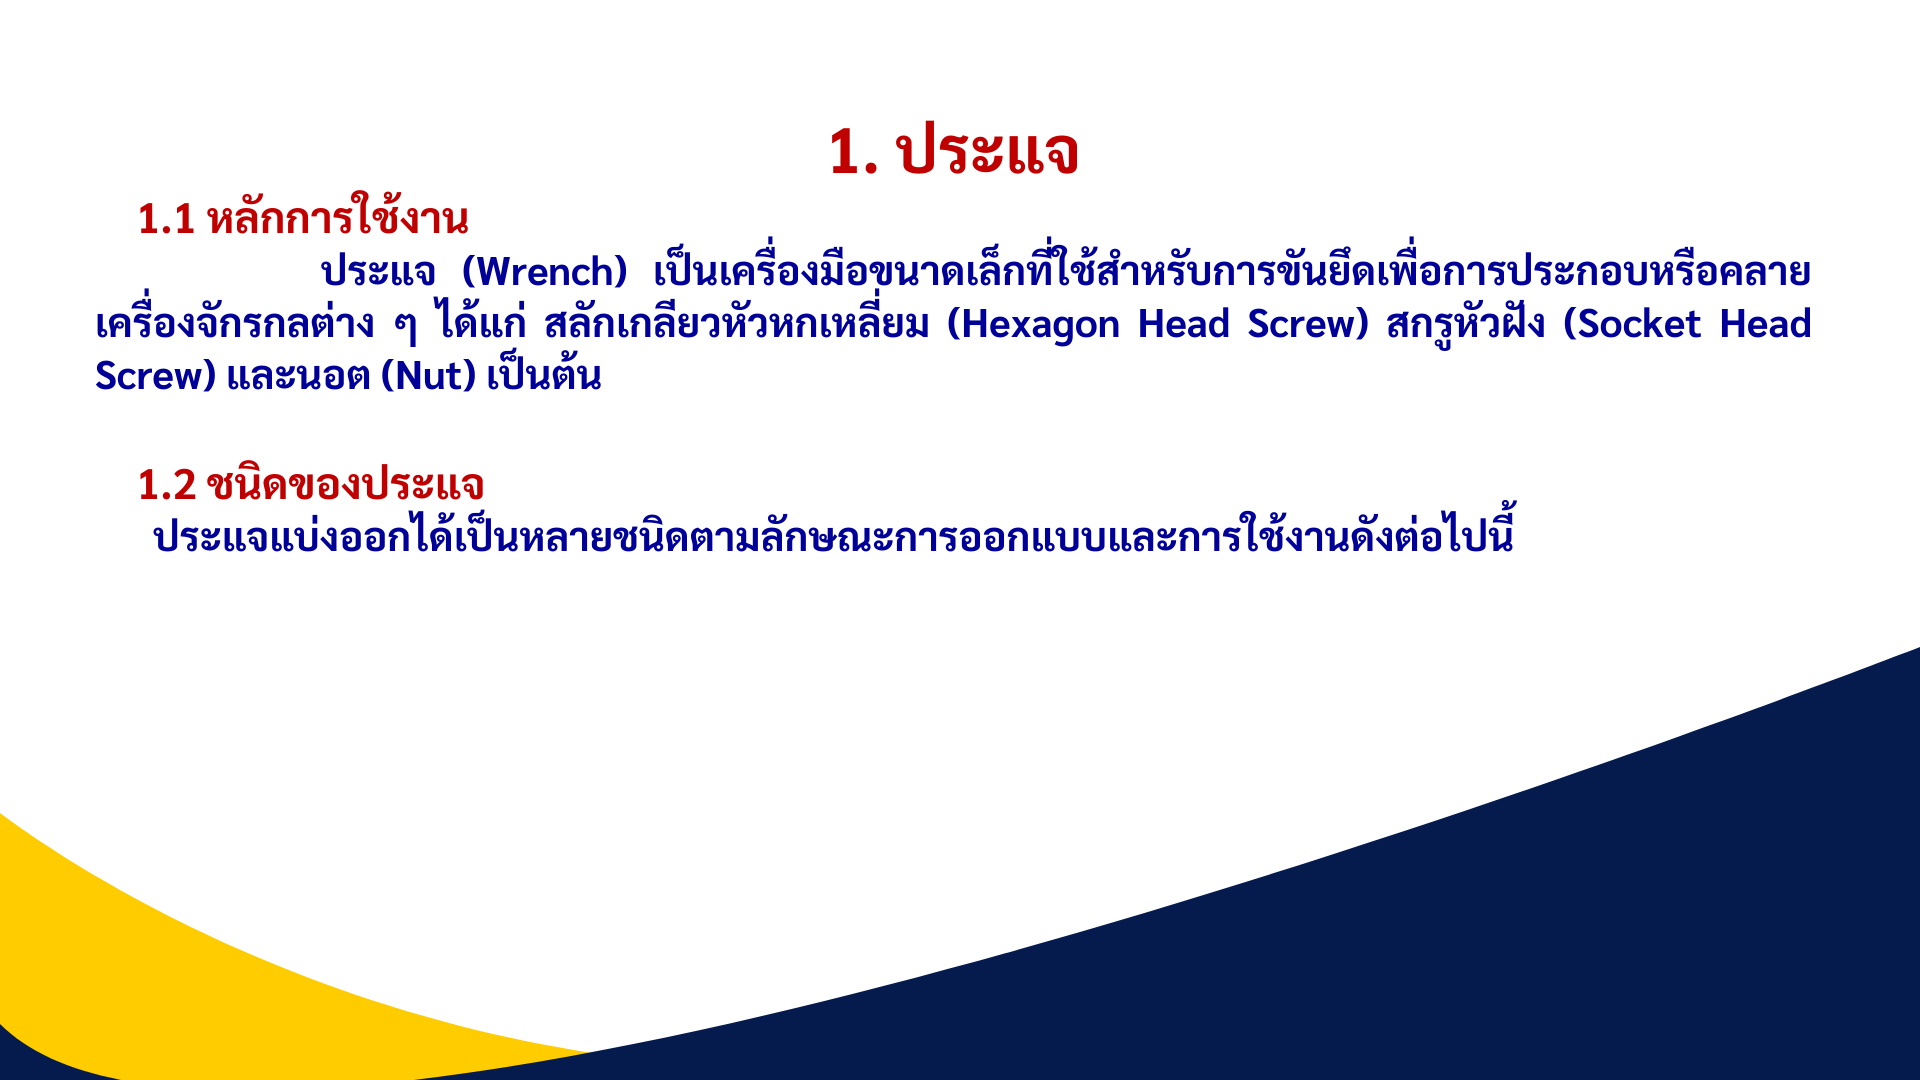 1. ประแจ
1.1 หลักการใช้งาน
ประแจ (Wrench) เป็นเครื่องมือขนาดเล็กที่ใช้สำหรับการขันยึดเพื่อการประกอบหรือคลาย
เครื่องจักรกลต่าง ๆ ได้แก่ สลักเกลียวหัวหกเหลี่ยม (Hexagon Head Screw) สกรูหัวฝัง (Socket Head
Screw) และนอต (Nut) เป็นต้น
1.2 ชนิดของประแจ
ประแจแบ่งออกได้เป็นหลายชนิดตามลักษณะการออกแบบและการใช้งานดังต่อไปนี้